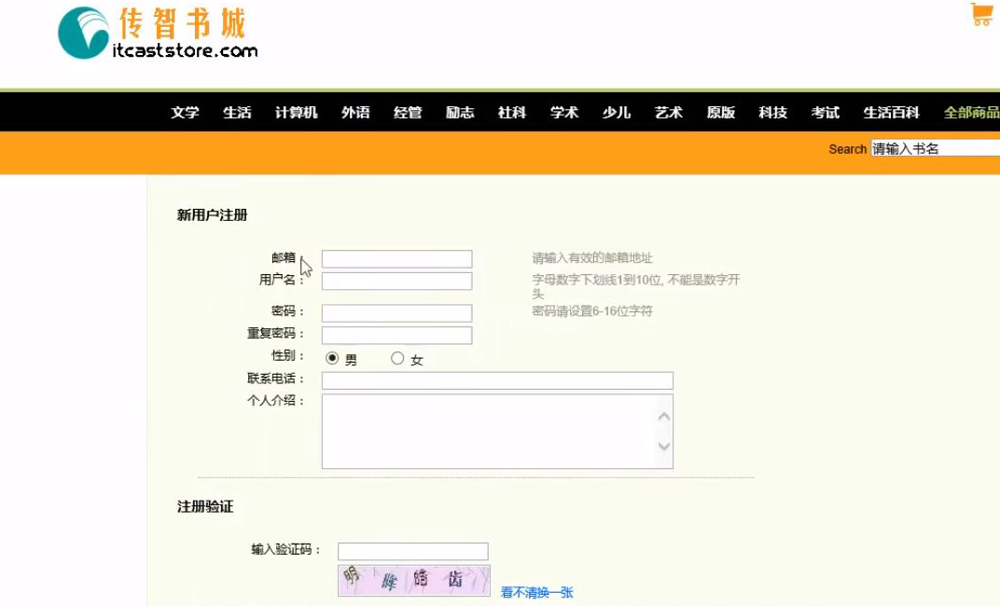 传智书城
itcaststore.com
文学 生活 计算机 外语 经管 励志 社科 学术 少儿 艺术 原版 科技 考试 生活百科 全部商品
Search 请输入书名
新用户注册
邮箱： 请输入有效的邮箱地址
用户名： 字母数字下划线1到10位, 不能是数字开
头
密码： 密码请设置6-16位字符
重复密码：
性别： 男 女
联系电话：
个人介绍：
注册验证
输入验证码：
看不清换一张